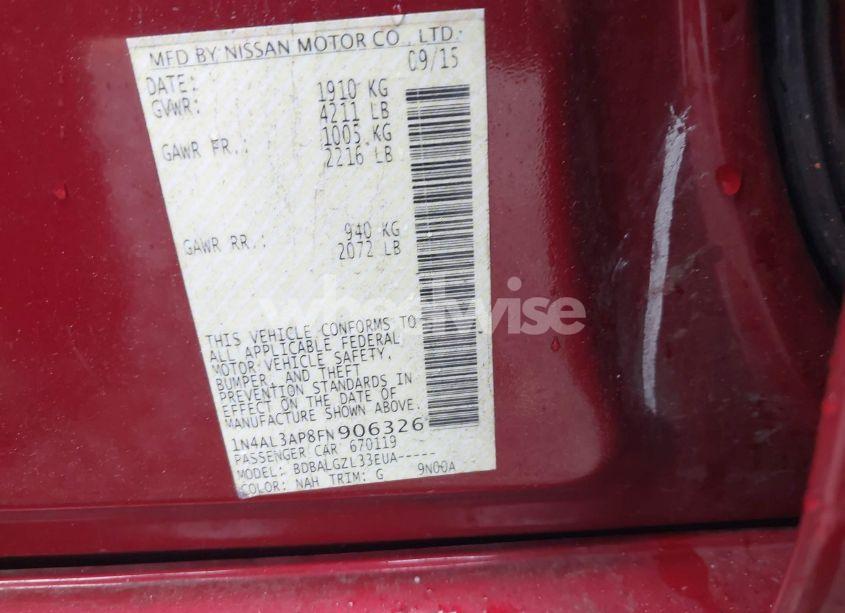 MFD BY NISSAN MOTOR CO., LTD.
DATE: 09/15
GVWR: 1910 KG
4211 LB
GAWR FR.: 1005 KG
2216 LB
GAWR RR.: 940 KG
2072 LB
wheelwise
THIS VEHICLE CONFORMS TO
ALL APPLICABLE FEDERAL
MOTOR VEHICLE SAFETY,
BUMPER, AND THEFT
PREVENTION STANDARDS IN
EFFECT ON THE DATE OF
MANUFACTURE SHOWN ABOVE.
1N4AL3AP8FN906326
PASSENGER CAR 670119
MODEL: BDBALGZL33EUA-----
COLOR: NAH TRIM: G 9N00A